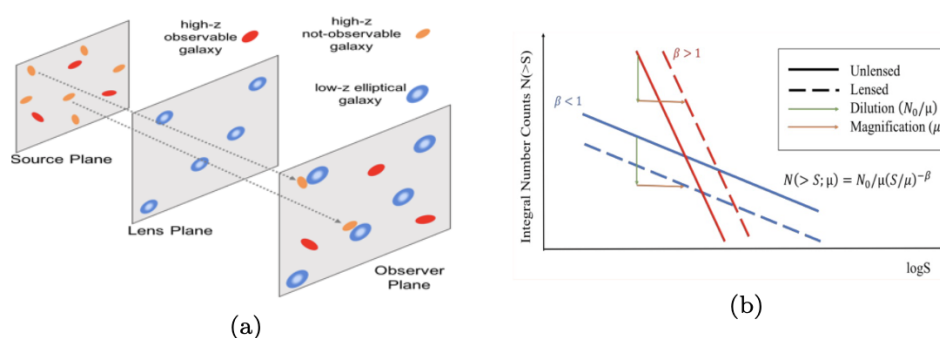 high-z
observable
galaxy
high-z
not-observable
galaxy
low-z elliptical
galaxy
Source Plane
Lens Plane
Observer
Plane
(a)
Integral Number Counts N(>S)
β < 1
β > 1
Unlensed
Lensed
Dilution (N₀/μ)
Magnification (μ
N(> S; μ) = N₀/μ(S/μ)⁻ᵝ
logS
(b)